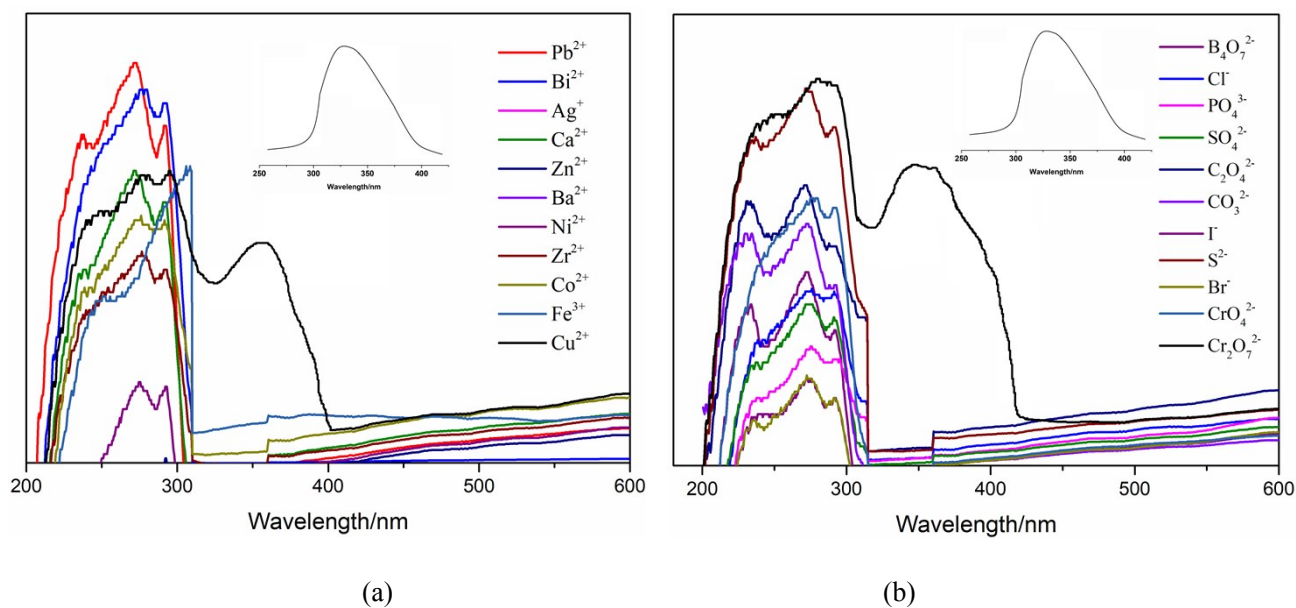 Pb²⁺
Bi²⁺
Ag⁺
Ca²⁺
Zn²⁺
Ba²⁺
Ni²⁺
Zr²⁺
Co²⁺
Fe³⁺
Cu²⁺
250 300 350 400
Wavelength/nm
200 300 400 500 600
Wavelength/nm
(a)
B₄O₇²⁻
Cl⁻
PO₄³⁻
SO₄²⁻
C₂O₄²⁻
CO₃²⁻
I⁻
S²⁻
Br⁻
CrO₄²⁻
Cr₂O₇²⁻
250 300 350 400
Wavelength/nm
200 300 400 500 600
Wavelength/nm
(b)